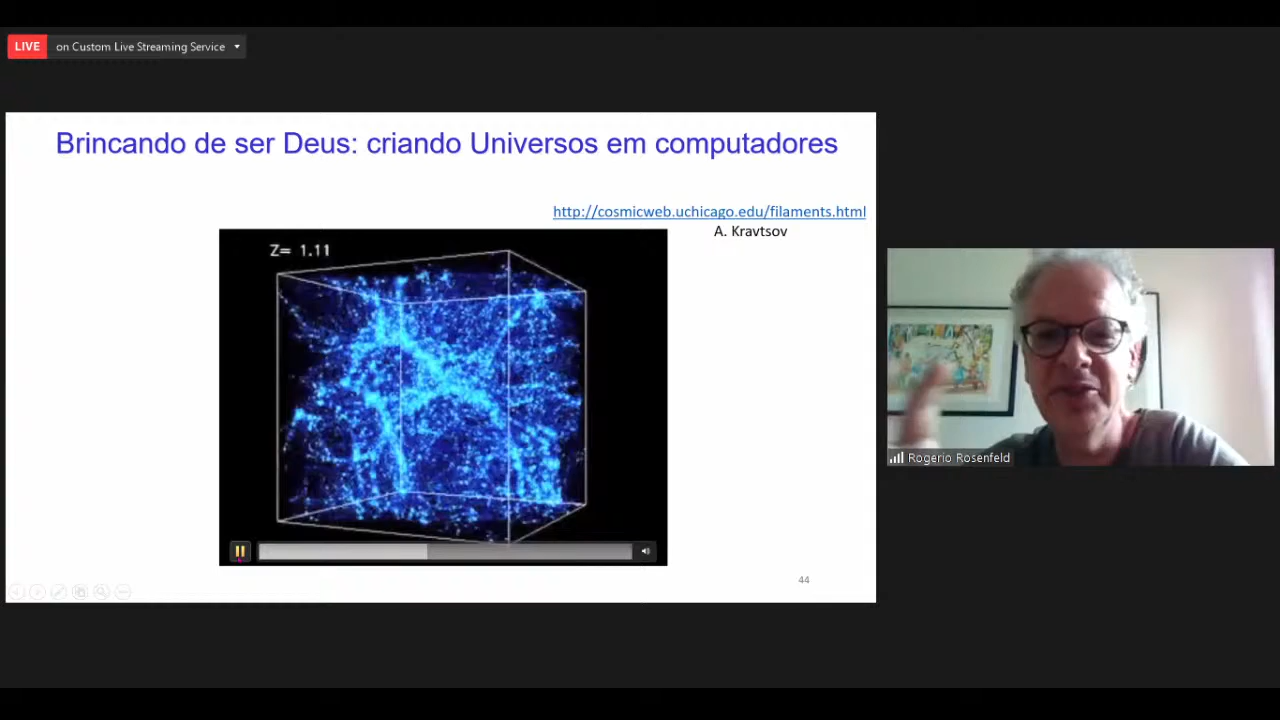 LIVE on Custom Live Streaming Service
Brincando de ser Deus: criando Universos em computadores
http://cosmicweb.uchicago.edu/filaments.html
A. Kravtsov
Z= 1.11
Rogerio Rosenfeld
44